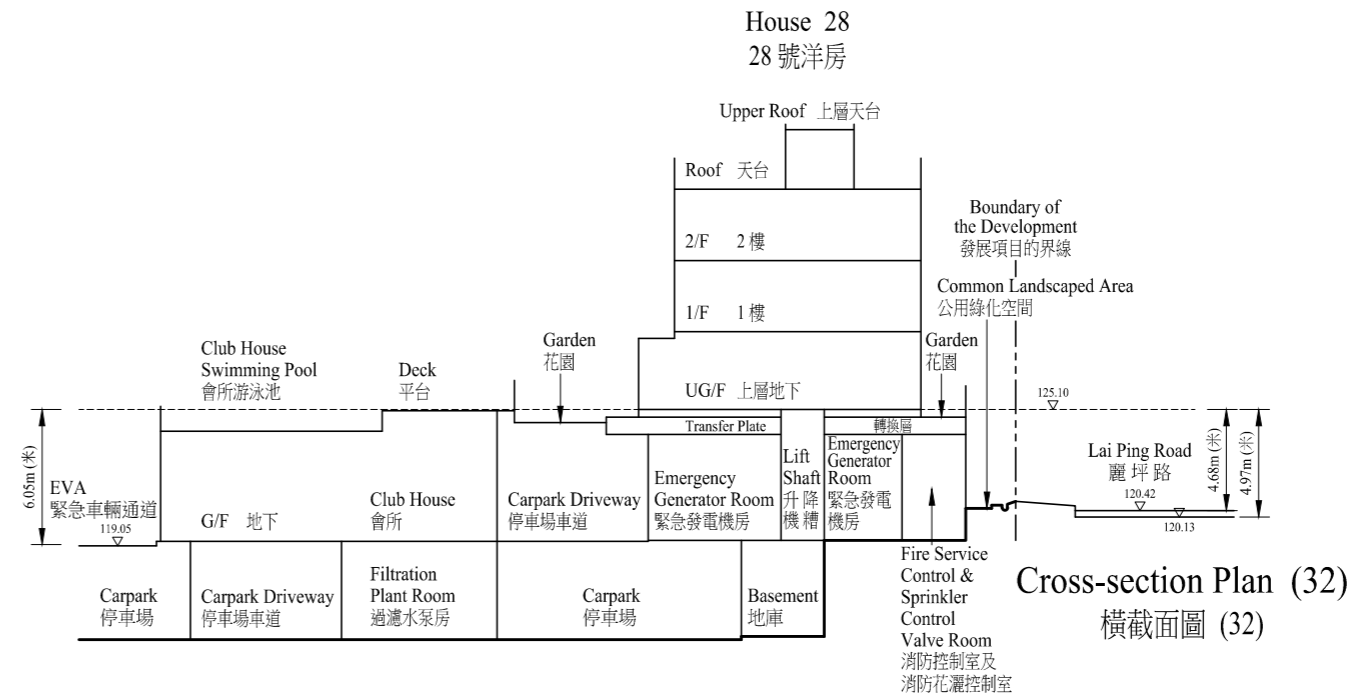 House 28
28 號洋房
Upper Roof 上層天台
Roof 天台
Boundary of
the Development
發展項目的界線
2/F 2 樓
Common Landscaped Area
公用綠化空間
1/F 1 樓
Club House
Swimming Pool
會所游泳池
Deck
平台
Garden
花園
Garden
花園
UG/F 上層地下
125.10
Transfer Plate 轉換層
6.05m (米)
4.68m (米)
4.97m (米)
EVA
緊急車輛通道
119.05
G/F 地下
Club House
會所
Carpark Driveway
停車場車道
Emergency
Generator Room
緊急發電機房
Lift
Shaft
升降
機糟
Emergency
Generator
Room
緊急發電
機房
Lai Ping Road
麗坪路
120.42
120.13
Carpark
停車場
Carpark Driveway
停車場車道
Filtration
Plant Room
過濾水泵房
Carpark
停車場
Basement
地庫
Fire Service
Control &
Sprinkler
Control
Valve Room
消防控制室及
消防花灑控制室
Cross-section Plan (32)
橫截面圖 (32)